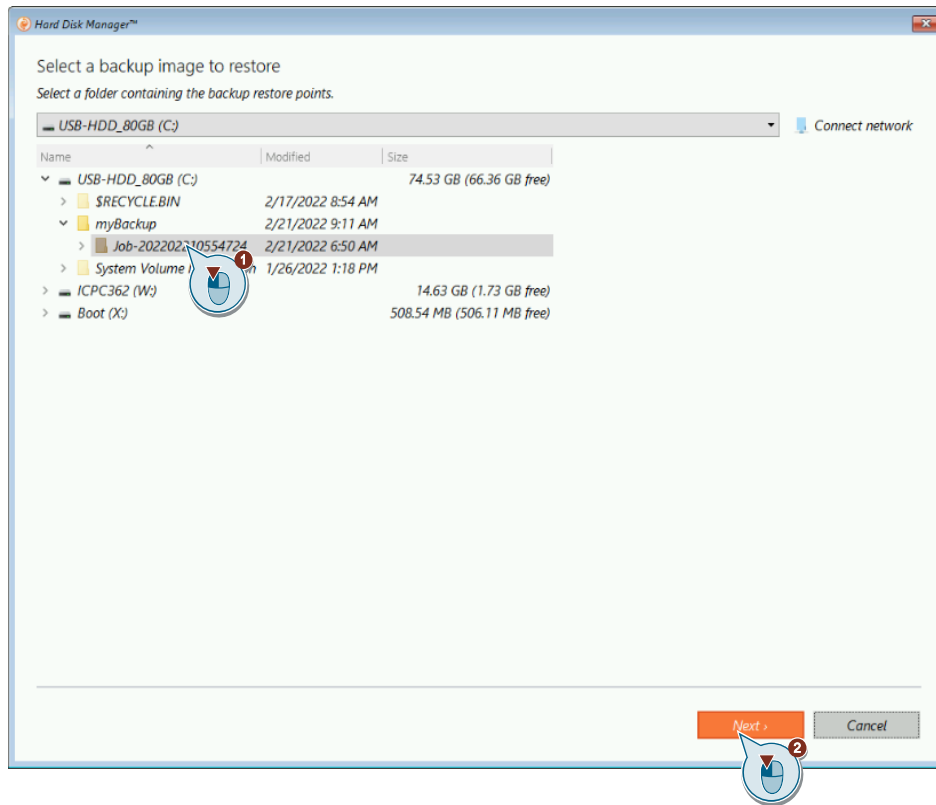 Hard Disk Manager™
Select a backup image to restore
Select a folder containing the backup restore points.
USB-HDD_80GB (C:) Connect network
Name Modified Size
USB-HDD_80GB (C:) 74.53 GB (66.36 GB free)
$RECYCLE.BIN 2/17/2022 8:54 AM
myBackup 2/21/2022 9:11 AM
Job-202202210554724 2/21/2022 6:50 AM
1
System Volume 1/26/2022 1:18 PM
ICPC362 (W:) 14.63 GB (1.73 GB free)
Boot (X:) 508.54 MB (506.11 MB free)
Next › Cancel
2